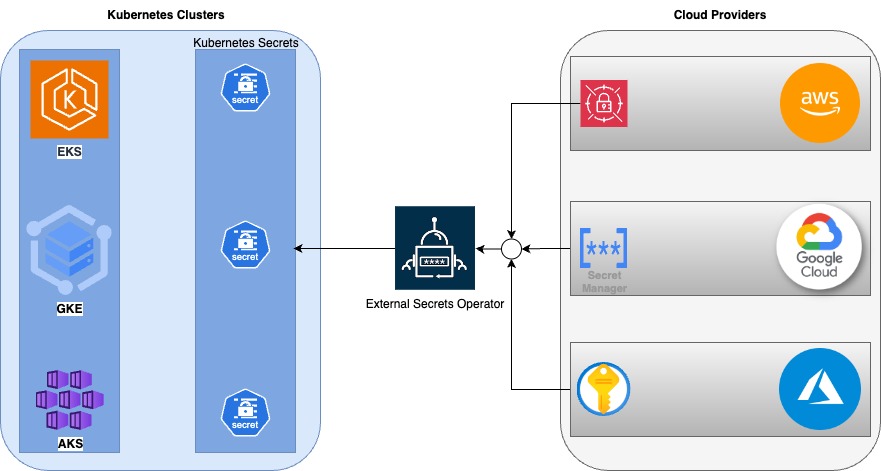 Kubernetes Clusters
Cloud Providers
Kubernetes Secrets
K
EKS
secret
aws
External Secrets Operator
****
GKE
secret
[***]
Secret
Manager
Google
Cloud
AKS
secret